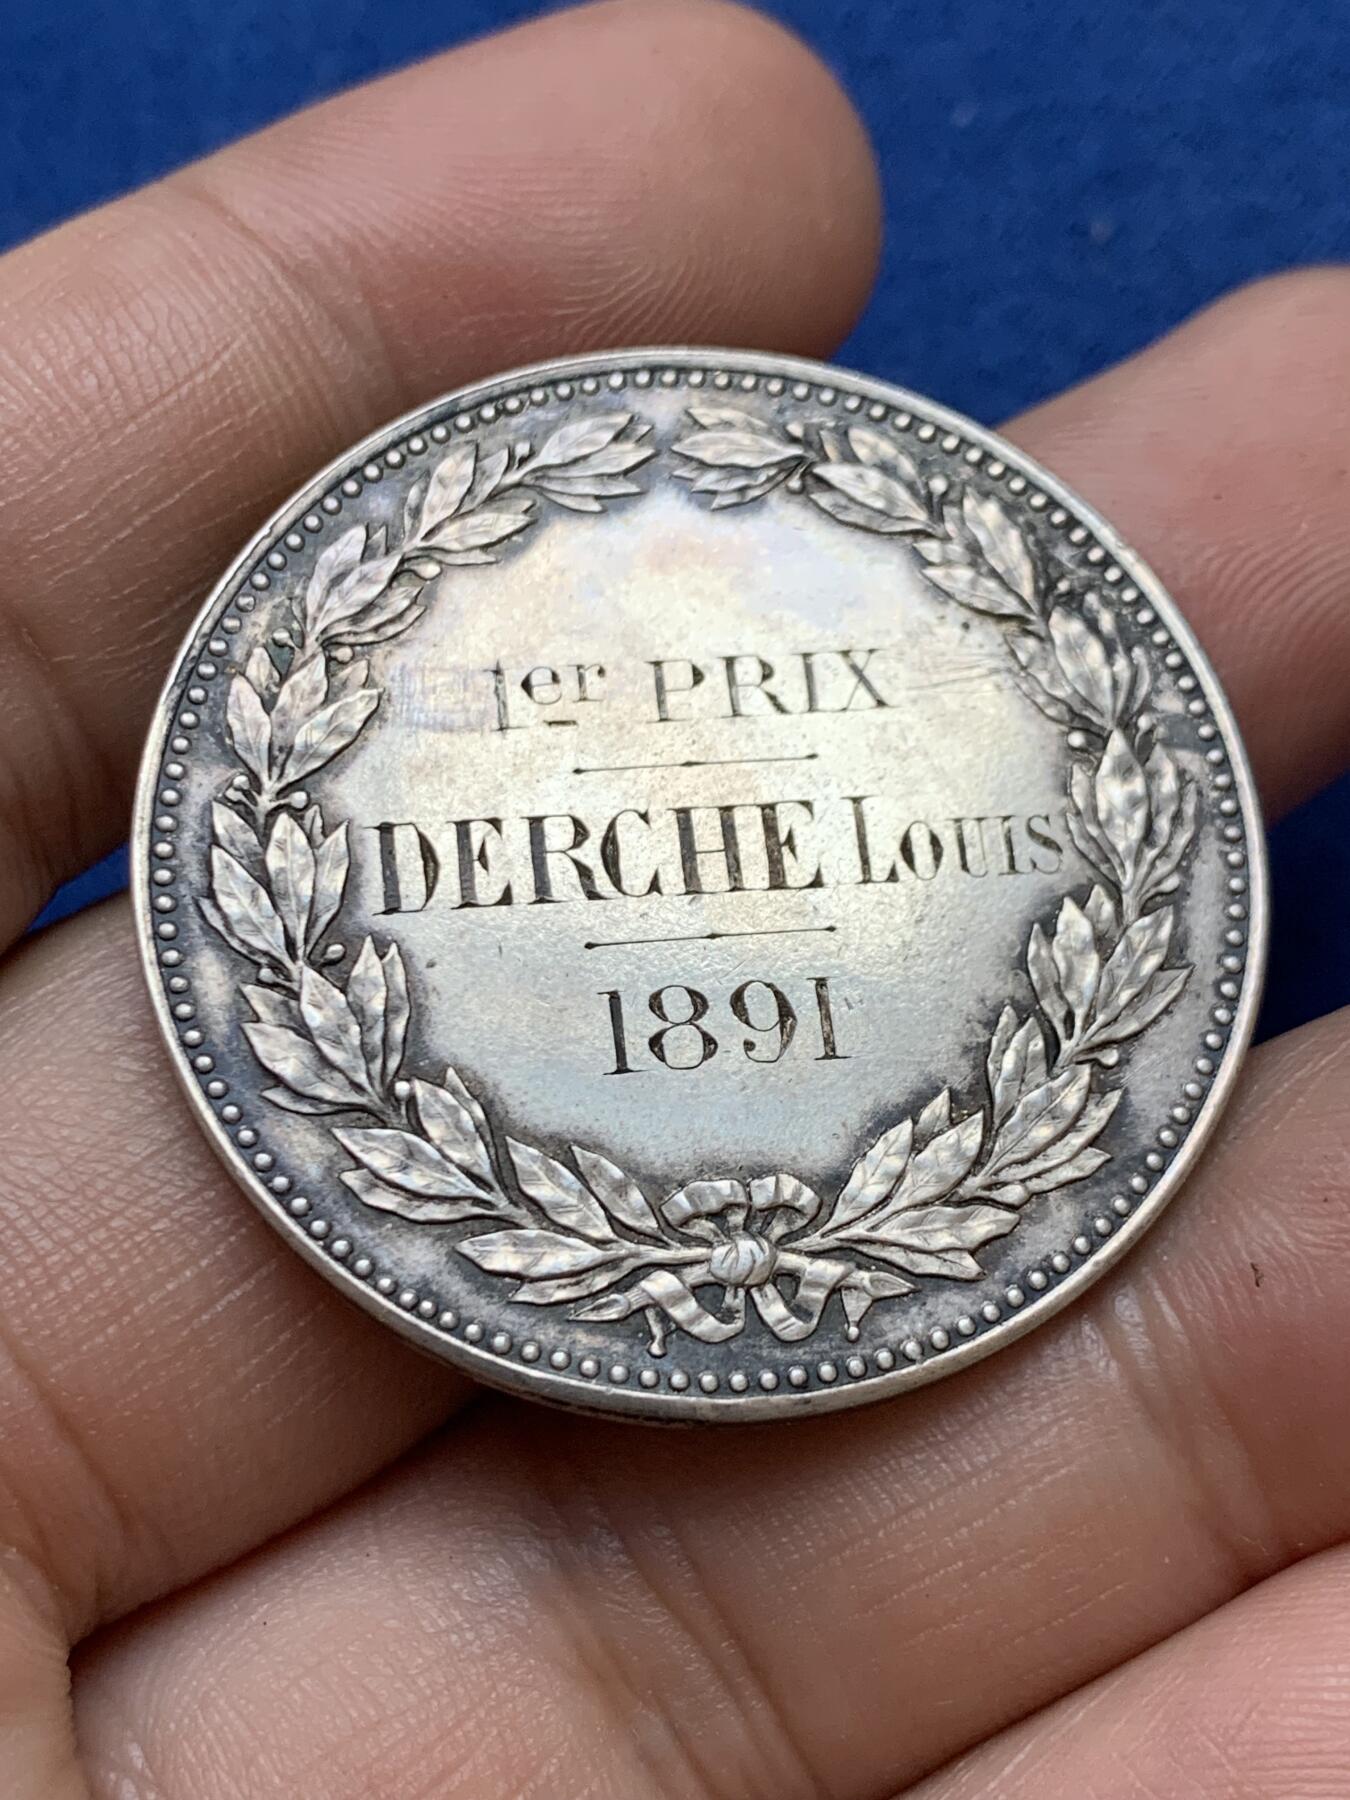 1er PRIX
DERCHE LOUIS
1891